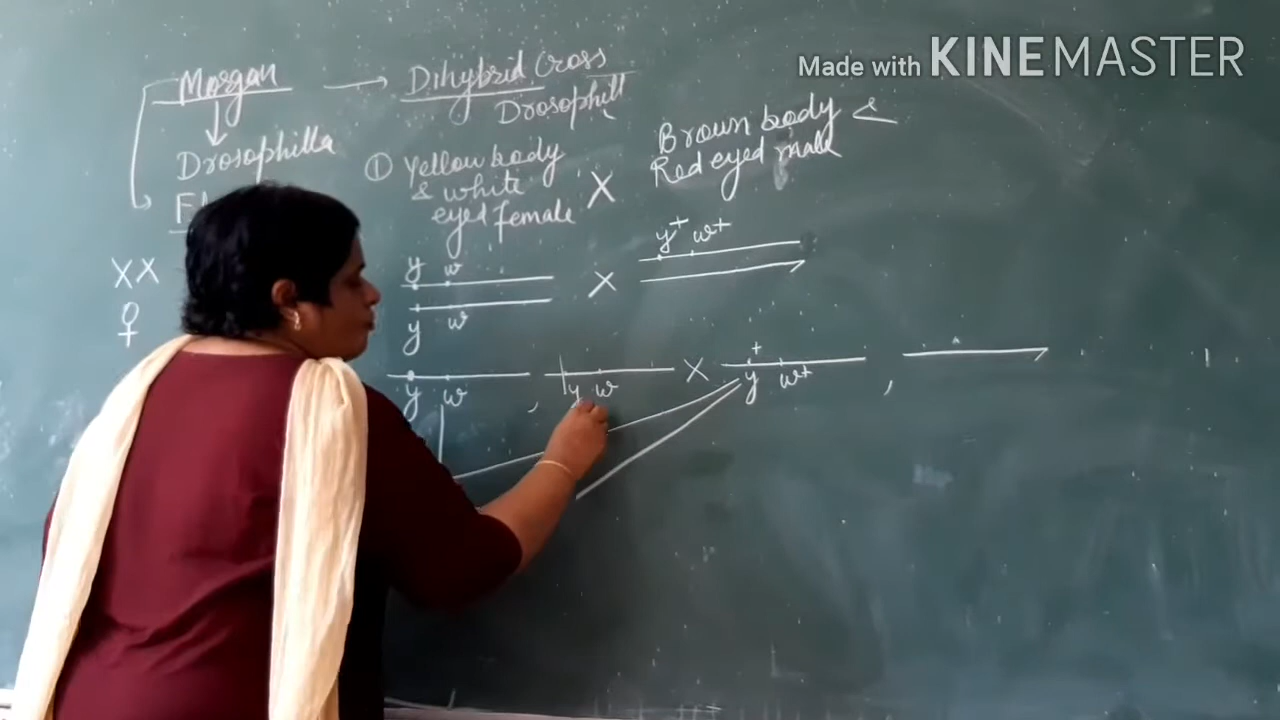 Made with KINEMASTER
Morgan → Dihybrid Cross
Drosophill
Drosophilla
① Yellow body
& white
eyed female
X
Brown body &
Red eyed male
XX
♀
y w
y w
X
y+ w+
y w , y w X y+ w+ ,